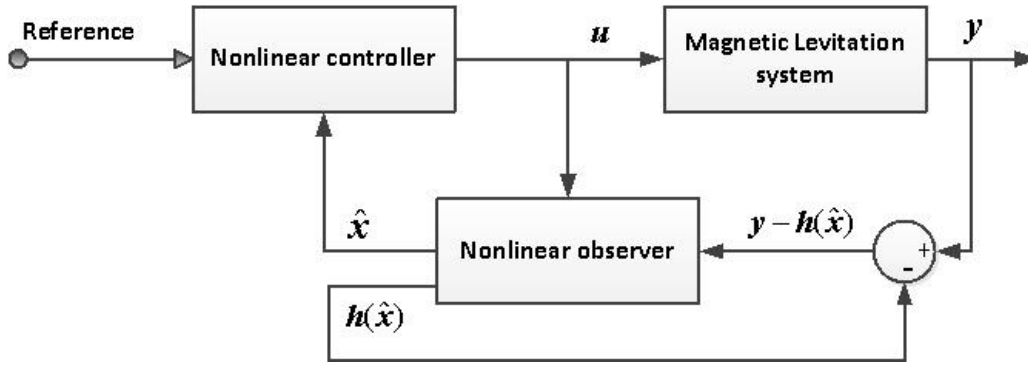 Reference
Nonlinear controller
u
Magnetic Levitation
system
y
x̂
Nonlinear observer
y − h(x̂)
+
-
h(x̂)